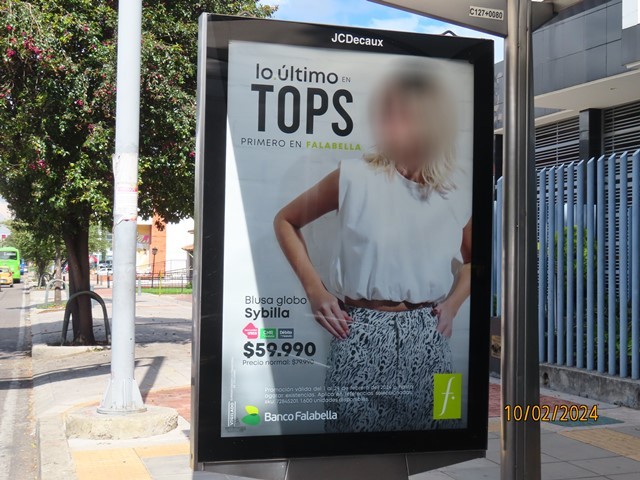 C127+0080
JCDecaux
lo último EN
TOPS
PRIMERO EN FALABELLA
Blusa globo
Sybilla
$59.990
Precio normal:
Banco Falabella
f.
10/02/2024